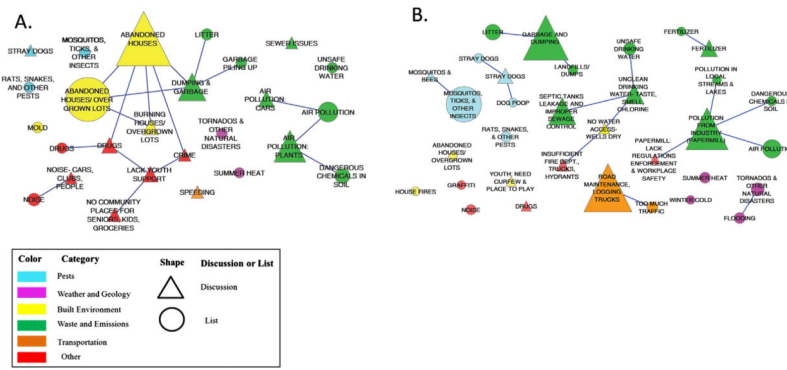 A.
ABANDONED
HOUSES
LITTER
MOSQUITOS,
TICKS, & OTHER
INSECTS
STRAY DOGS
SEWER ISSUES
GARBAGE
PILING UP
UNSAFE
DRINKING
WATER
RATS, SNAKES,
AND OTHER
PESTS
DUMPING &
GARBAGE
ABANDONED
HOUSES/ OVER
GROWN LOTS
AIR
POLLUTION
CARS
AIR POLLUTION
BURNING
HOUSES/
OVERGROWN
LOTS
MOLD
TORNADOS &
OTHER
NATURAL
DISASTERS
AIR
POLLUTION:
PLANTS
DRUGS
DRUGS
CRIME
NOISE- CARS,
CLUBS,
PEOPLE
LACK YOUTH
SUPPORT
SUMMER HEAT
DANGEROUS
CHEMICALS IN
SOIL
SPEEDING
NOISE
NO COMMUNITY
PLACES FOR
SENIORS, KIDS,
GROCERIES
B.
LITTER
GARBAGE AND
DUMPING
UNSAFE
DRINKING
WATER
FERTILIZER
FERTILIZER
STRAY DOGS
LANDFILLS/
DUMPS
MOSQUITOS & BEES
STRAY DOGS
UNCLEAN
DRINKING
WATER- TASTE,
SMELL,
CHLORINE
POLLUTION IN
LOCAL
STREAMS &
LAKES
MOSQUITOS,
TICKS, &
OTHER
INSECTS
DOG POOP
SEPTIC TANKS
LEAKAGE AND
IMPROPER
SEWAGE
CONTROL
DANGEROUS
CHEMICALS IN
SOIL
NO WATER
ACCESS-
WELLS DRY
POLLUTION
FROM
INDUSTRY
(PAPERMILL)
RATS, SNAKES,
& OTHER
PESTS
ABANDONED
HOUSES/
OVERGROWN
LOTS
INSUFFICIENT
FIRE DEPT.,
TRUCKS,
HYDRANTS
PAPERMILL: LACK
REGULATIONS
ENFORCEMENT
& WORKPLACE
SAFETY
AIR POLLUTION
HOUSE FIRES
GRAFFITI
YOUTH: NEED
CURFEW &
PLACE TO PLAY
ROAD
MAINTENANCE,
LOGGING
TRUCKS
SUMMER HEAT
TORNADOS &
OTHER
NATURAL
DISASTERS
NOISE
DRUGS
TOO MUCH
TRAFFIC
WINTER COLD
FLOODING
Color Category Shape Discussion or List
Pests
Weather and Geology
Built Environment
Waste and Emissions
Transportation
Other
Discussion
List